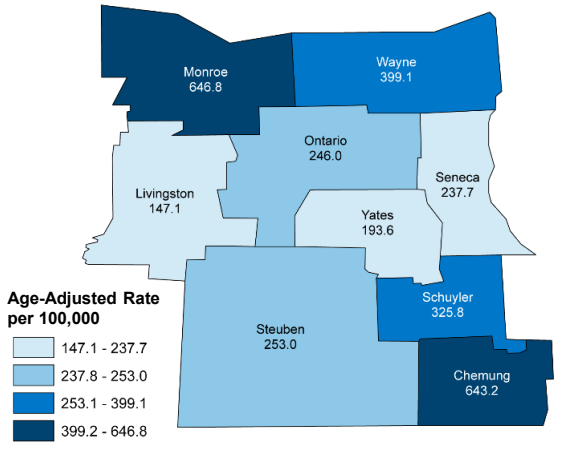 Monroe
646.8
Wayne
399.1
Ontario
246.0
Seneca
237.7
Livingston
147.1
Yates
193.6
Schuyler
325.8
Steuben
253.0
Chemung
643.2
Age-Adjusted Rate
per 100,000
147.1 - 237.7
237.8 - 253.0
253.1 - 399.1
399.2 - 646.8